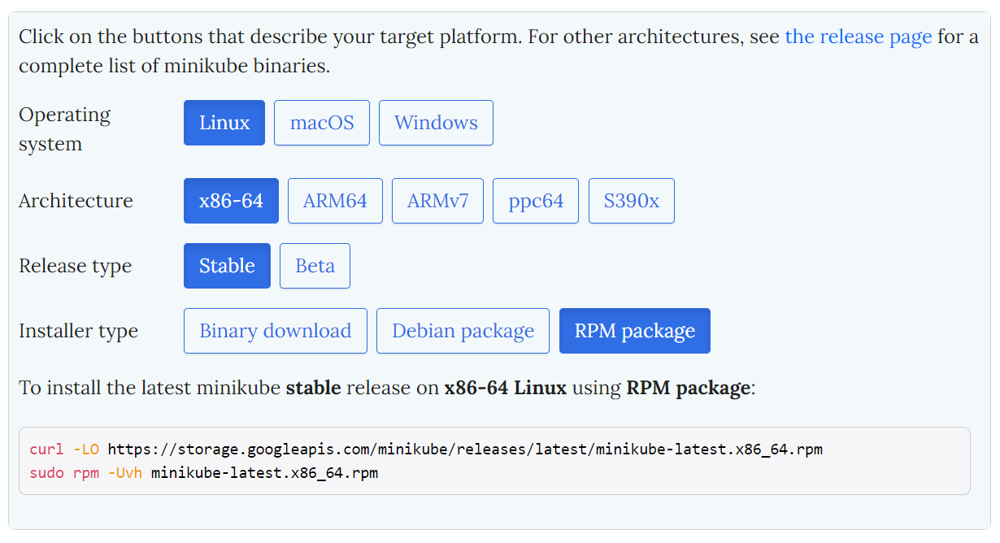 Click on the buttons that describe your target platform. For other architectures, see the release page for a
complete list of minikube binaries.
Operating
system
Linux macOS Windows
Architecture x86-64 ARM64 ARMv7 ppc64 S390x
Release type Stable Beta
Installer type Binary download Debian package RPM package
To install the latest minikube stable release on x86-64 Linux using RPM package:
curl -LO https://storage.googleapis.com/minikube/releases/latest/minikube-latest.x86_64.rpm
sudo rpm -Uvh minikube-latest.x86_64.rpm